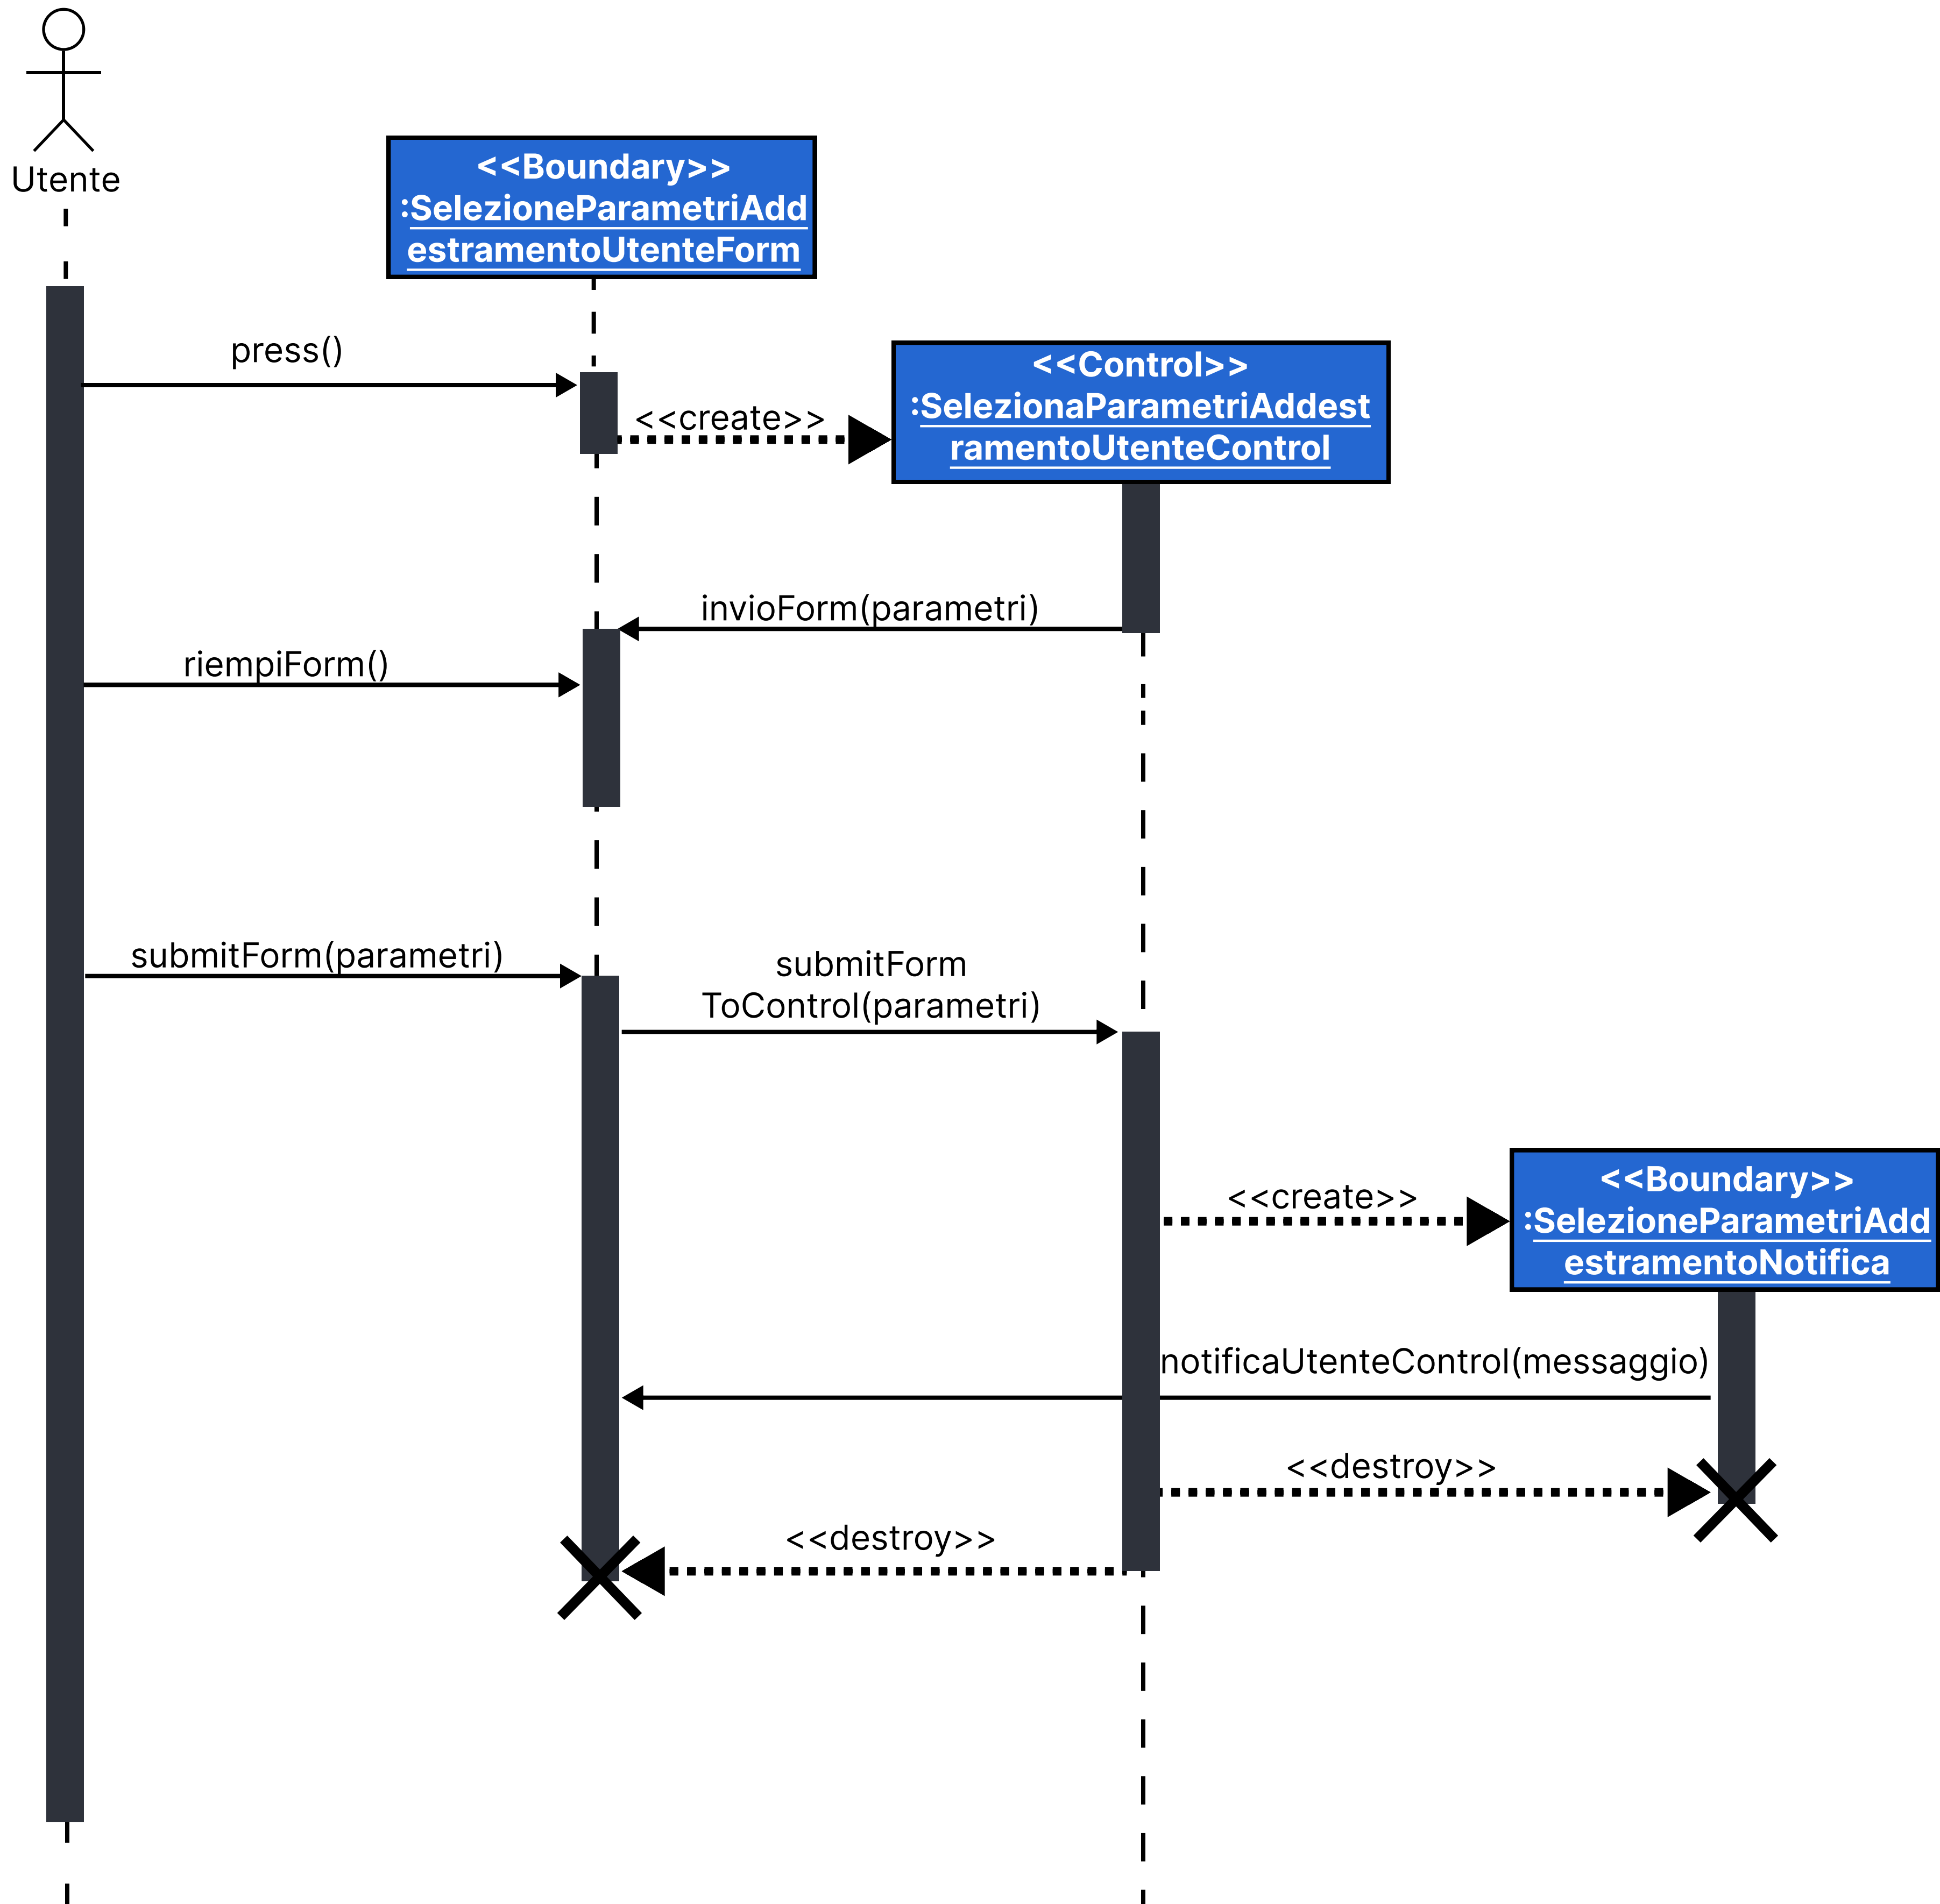 Utente
<<Boundary>>
:SelezioneParametriAdd
estramentoUtenteForm
press()
<<create>>
<<Control>>
:SelezionaParametriAddest
ramentoUtenteControl
invioForm(parametri)
riempiForm()
submitForm(parametri)
submitForm
ToControl(parametri)
<<create>>
<<Boundary>>
:SelezioneParametriAdd
estramentoNotifica
notificaUtenteControl(messaggio)
<<destroy>>
<<destroy>>